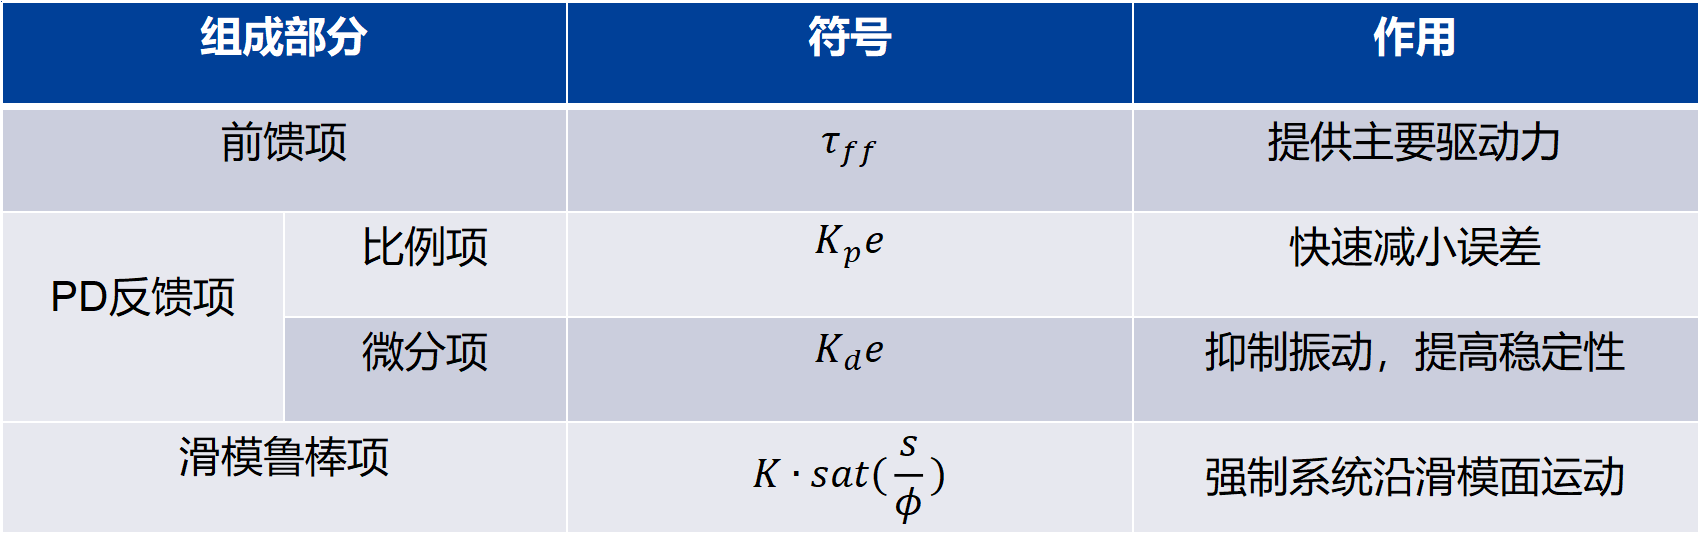 组成部分 符号 作用
前馈项 τ_ff 提供主要驱动力
PD反馈项 比例项 K_p e 快速减小误差
微分项 K_d e 抑制振动，提高稳定性
滑模鲁棒项 K · sat(s/ϕ) 强制系统沿滑模面运动